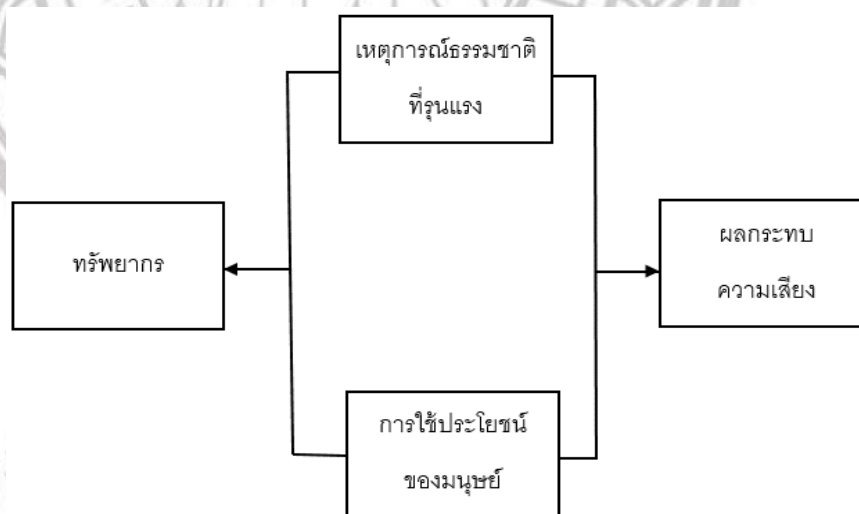 เหตุการณ์ธรรมชาติ
ที่รุนแรง
ทรัพยากร
ผลกระทบ
ความเสี่ยง
การใช้ประโยชน์
ของมนุษย์